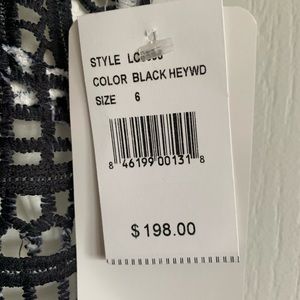 STYLE
COLOR BLACK HEYWD
SIZE 6
8 46199 00131 8
$198.00